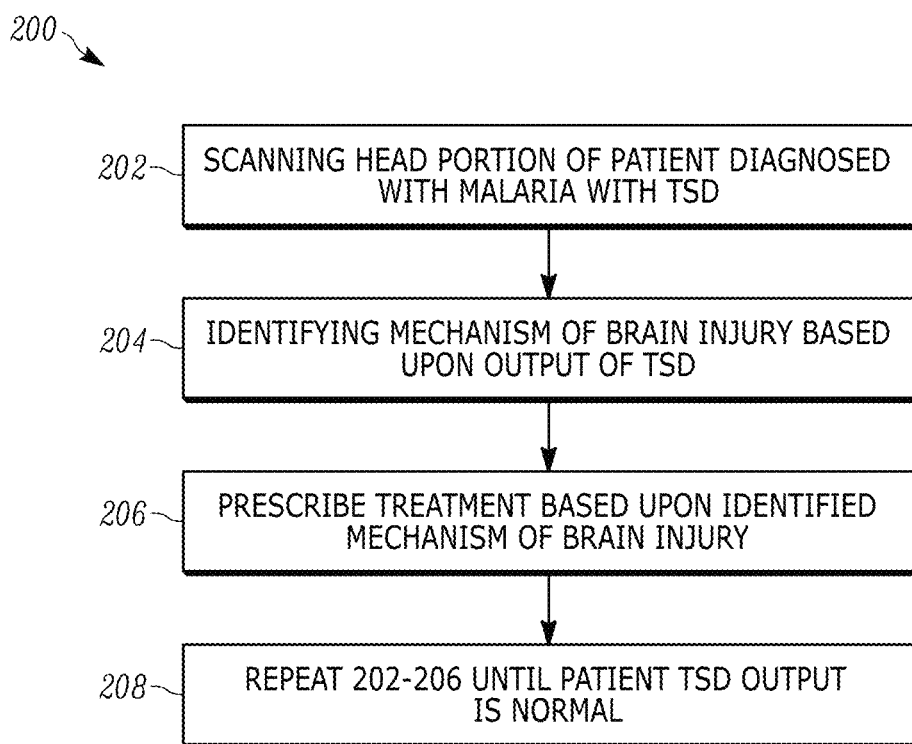 200
202
SCANNING HEAD PORTION OF PATIENT DIAGNOSED
WITH MALARIA WITH TSD
204
IDENTIFYING MECHANISM OF BRAIN INJURY BASED
UPON OUTPUT OF TSD
206
PRESCRIBE TREATMENT BASED UPON IDENTIFIED
MECHANISM OF BRAIN INJURY
208
REPEAT 202-206 UNTIL PATIENT TSD OUTPUT
IS NORMAL